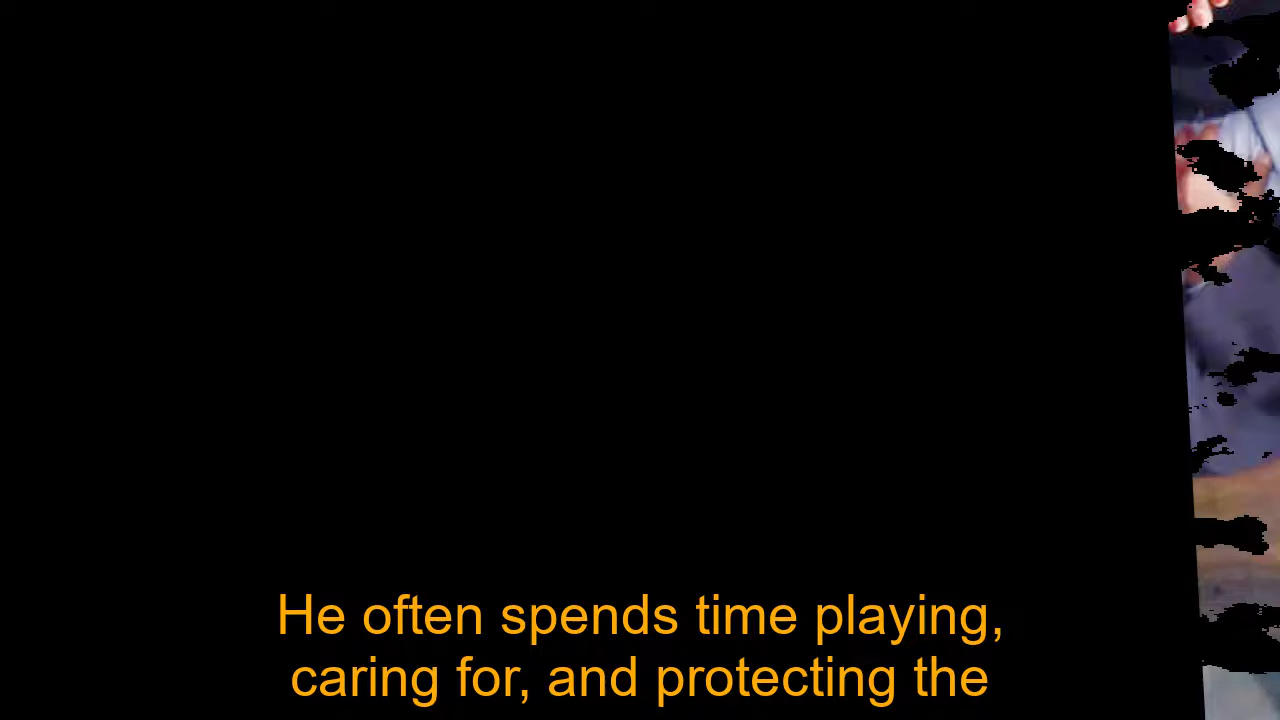 He often spends time playing,
caring for, and protecting the